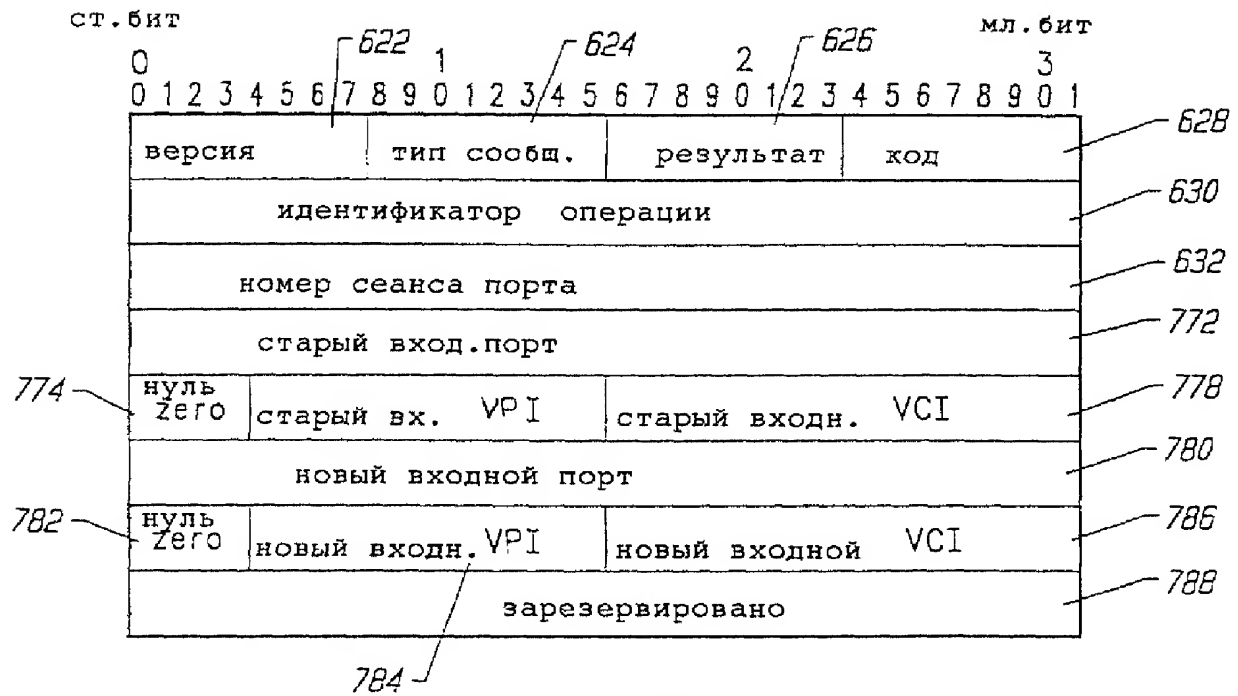 ст.бит мл.бит
622 624 626
0 1 2 3
0 1 2 3 4 5 6 7 8 9 0 1 2 3 4 5 6 7 8 9 0 1 2 3 4 5 6 7 8 9 0 1
версия тип сообщ. результат код 628
идентификатор операции 630
номер сеанса порта 632
старый вход.порт 772
774 нуль zero старый вх. VPI старый входн. VCI 778
новый входной порт 780
782 нуль zero новый входн. VPI новый входной VCI 786
зарезервировано 788
784